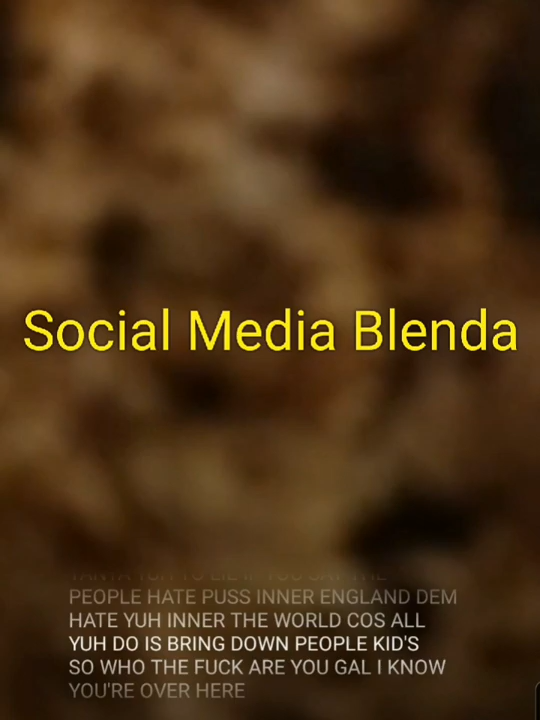 Social Media Blenda
PEOPLE HATE PUSS INNER ENGLAND DEM
HATE YUH INNER THE WORLD COS ALL
YUH DO IS BRING DOWN PEOPLE KID'S
SO WHO THE FUCK ARE YOU GAL I KNOW
YOU'RE OVER HERE